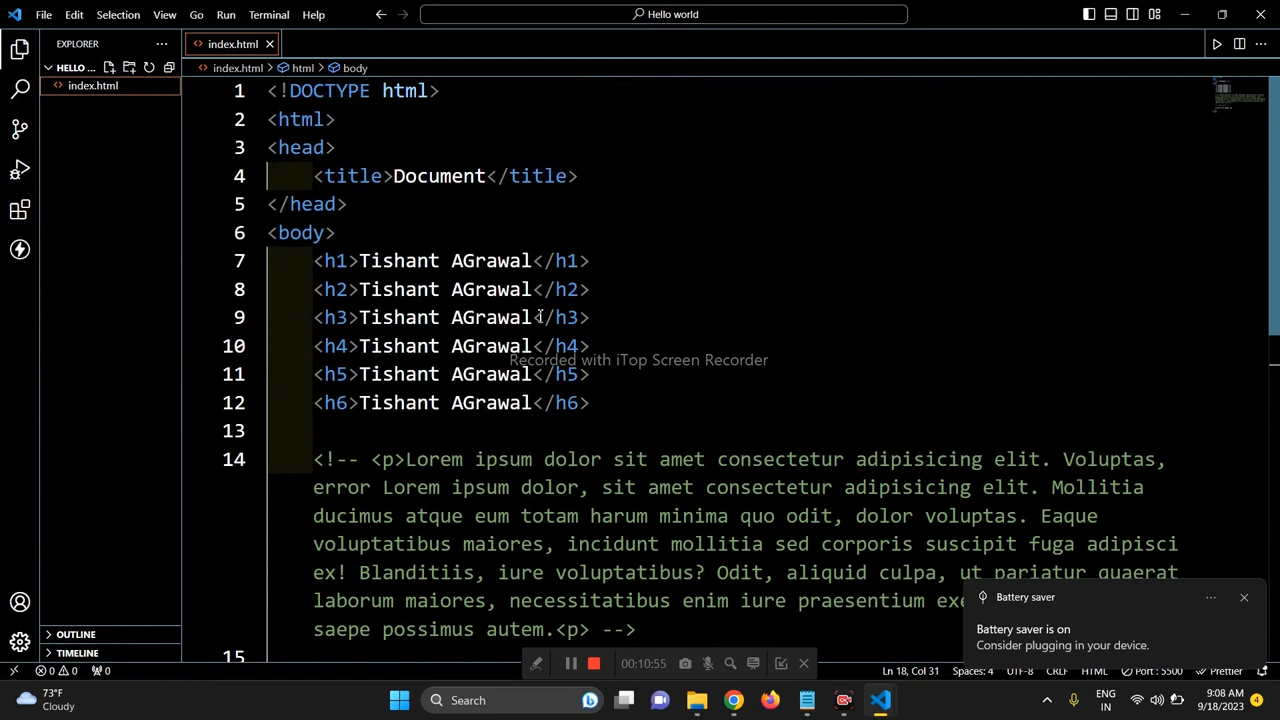 File Edit Selection View Go Run Terminal Help
Hello world
EXPLORER
index.html
HELLO ...
index.html
index.html > html > body
1 <!DOCTYPE html>
2 <html>
3 <head>
4 <title>Document</title>
5 </head>
6 <body>
7 <h1>Tishant AGrawal</h1>
8 <h2>Tishant AGrawal</h2>
9 <h3>Tishant AGrawal</h3>
10 <h4>Tishant AGrawal</h4>
Recorded with iTop Screen Recorder
11 <h5>Tishant AGrawal</h5>
12 <h6>Tishant AGrawal</h6>
13
14 <!-- <p>Lorem ipsum dolor sit amet consectetur adipisicing elit. Voluptas,
error Lorem ipsum dolor, sit amet consectetur adipisicing elit. Mollitia
ducimus atque eum totam harum minima quo odit, dolor voluptas. Eaque
voluptatibus maiores, incidunt mollitia sed corporis suscipit fuga adipisci
ex! Blanditiis, iure voluptatibus? Odit, aliquid culpa, ut pariatur quaerat
laborum maiores, necessitatibus enim iure praesentium
saepe possimus autem.<p> -->
15
Battery saver
Battery saver is on
Consider plugging in your device.
OUTLINE
TIMELINE
00:10:55
0 0 0
Ln 18, Col 31 Spaces: 4 UTF-8 CRLF HTML Port : 5500 Prettier
73°F
Cloudy
Search
ENG
IN
9:08 AM
9/18/2023
4